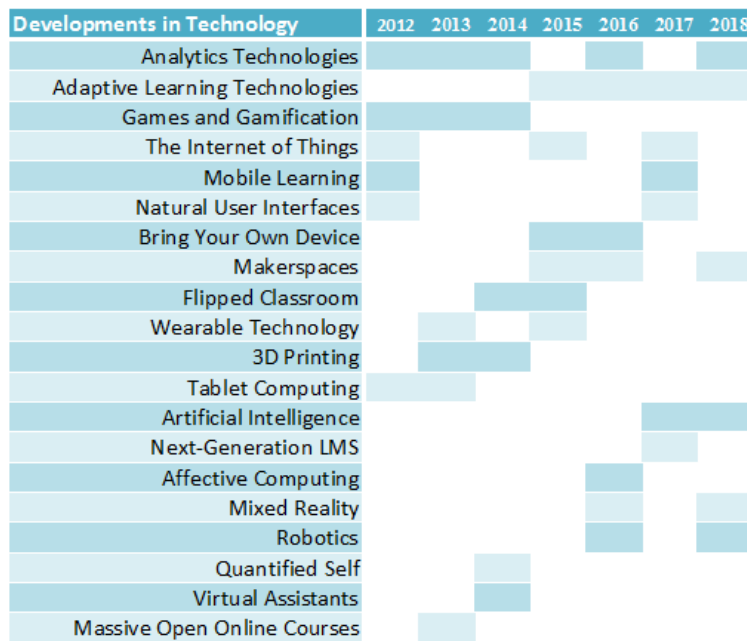 Developments in Technology 2012 2013 2014 2015 2016 2017 2018
Analytics Technologies
Adaptive Learning Technologies
Games and Gamification
The Internet of Things
Mobile Learning
Natural User Interfaces
Bring Your Own Device
Makerspaces
Flipped Classroom
Wearable Technology
3D Printing
Tablet Computing
Artificial Intelligence
Next-Generation LMS
Affective Computing
Mixed Reality
Robotics
Quantified Self
Virtual Assistants
Massive Open Online Courses